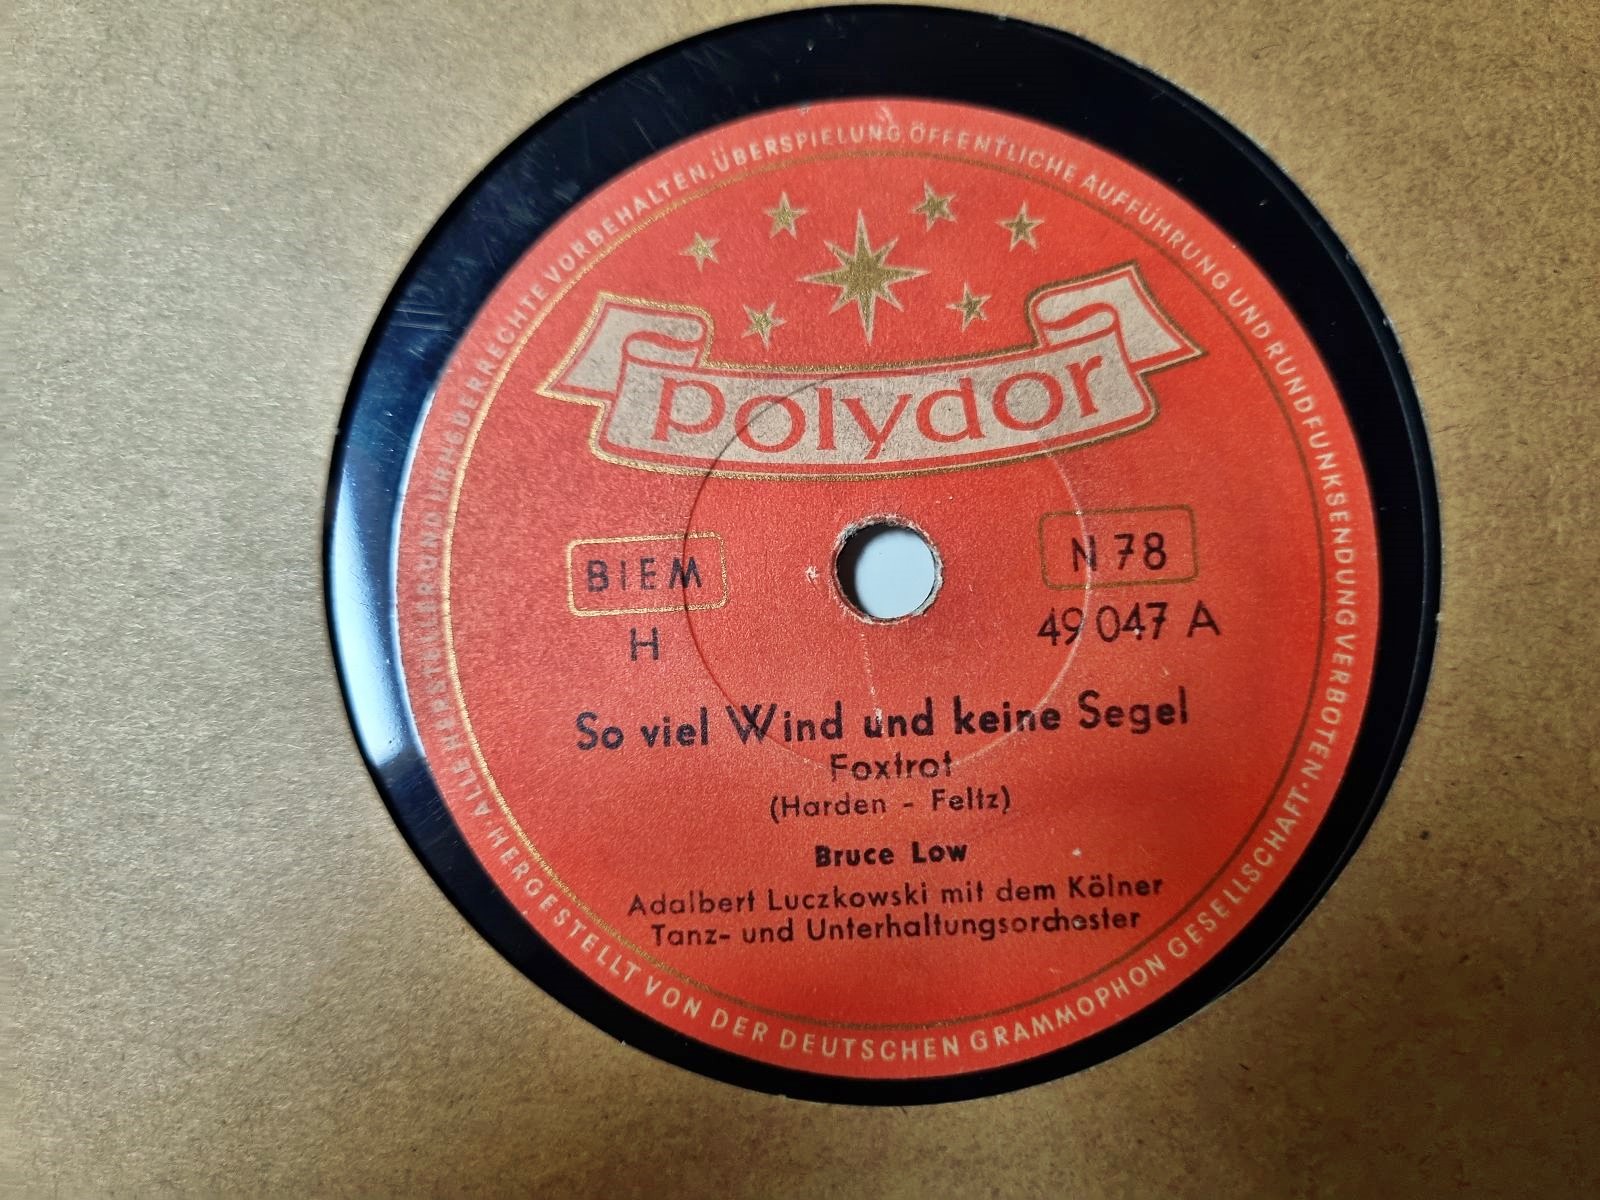 ALLE HERSTELLER UND URHEBERRECHTE VORBEHALTEN, ÜBERSPIELUNG ÖFFENTLICHE AUFFÜHRUNG UND RUNDFUNKSENDUNG VERBOTEN·
polydor
BIEM
N 78
H
49 047 A
So viel Wind und keine Segel
Foxtrot
(Harden - Feltz)
Bruce Low
Adalbert Luczkowski mit dem Kölner
Tanz- und Unterhaltungsorchester
·HERGESTELLT VON DER DEUTSCHEN GRAMMOPHON GESELLSCHAFT·